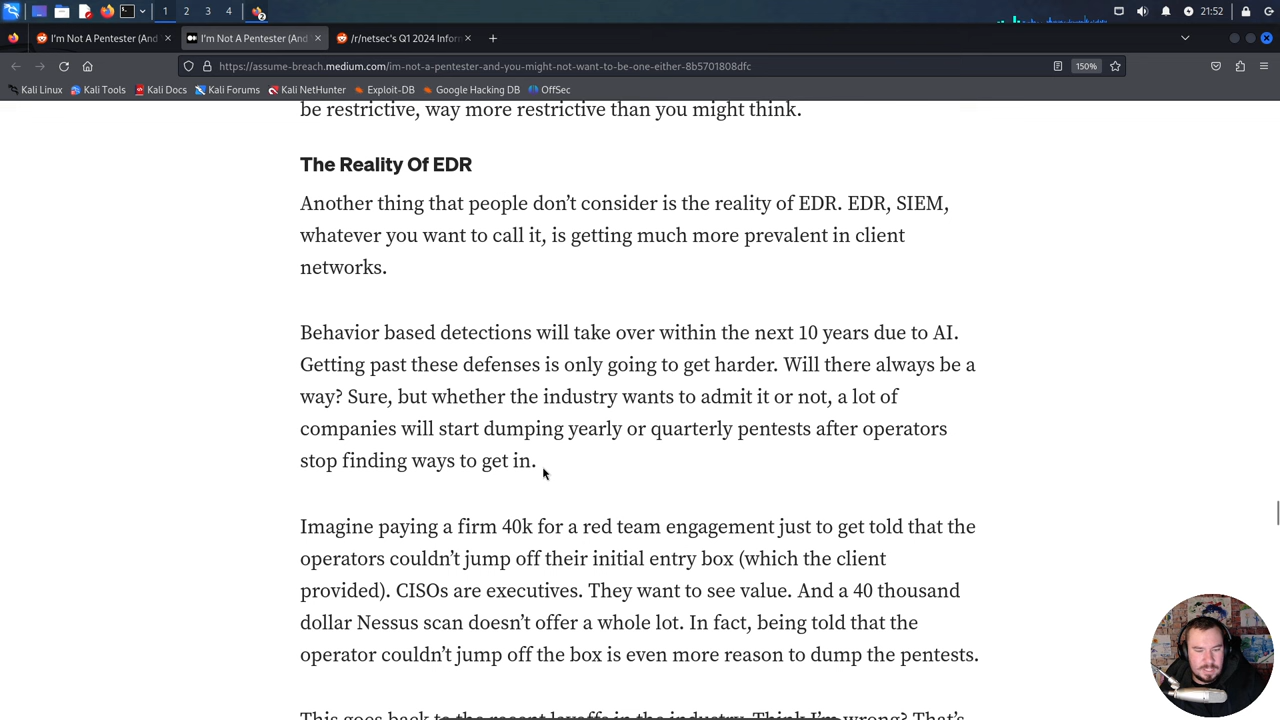 1 2 3 4 2 21:52
I'm Not A Pentester (And × I'm Not A Pentester (And × /r/netsec's Q1 2024 Infor × +
https://assume-breach.medium.com/im-not-a-pentester-and-you-might-not-want-to-be-one-either-8b5701808dfc 150%
Kali Linux Kali Tools Kali Docs Kali Forums Kali NetHunter Exploit-DB Google Hacking DB OffSec
be restrictive, way more restrictive than you might think.
The Reality Of EDR
Another thing that people don't consider is the reality of EDR. EDR, SIEM,
whatever you want to call it, is getting much more prevalent in client
networks.
Behavior based detections will take over within the next 10 years due to AI.
Getting past these defenses is only going to get harder. Will there always be a
way? Sure, but whether the industry wants to admit it or not, a lot of
companies will start dumping yearly or quarterly pentests after operators
stop finding ways to get in.
Imagine paying a firm 40k for a red team engagement just to get told that the
operators couldn't jump off their initial entry box (which the client
provided). CISOs are executives. They want to see value. And a 40 thousand
dollar Nessus scan doesn't offer a whole lot. In fact, being told that the
operator couldn't jump off the box is even more reason to dump the pentests.
This goes back to the recent layoffs in the industry. Think I'm wrong? That's